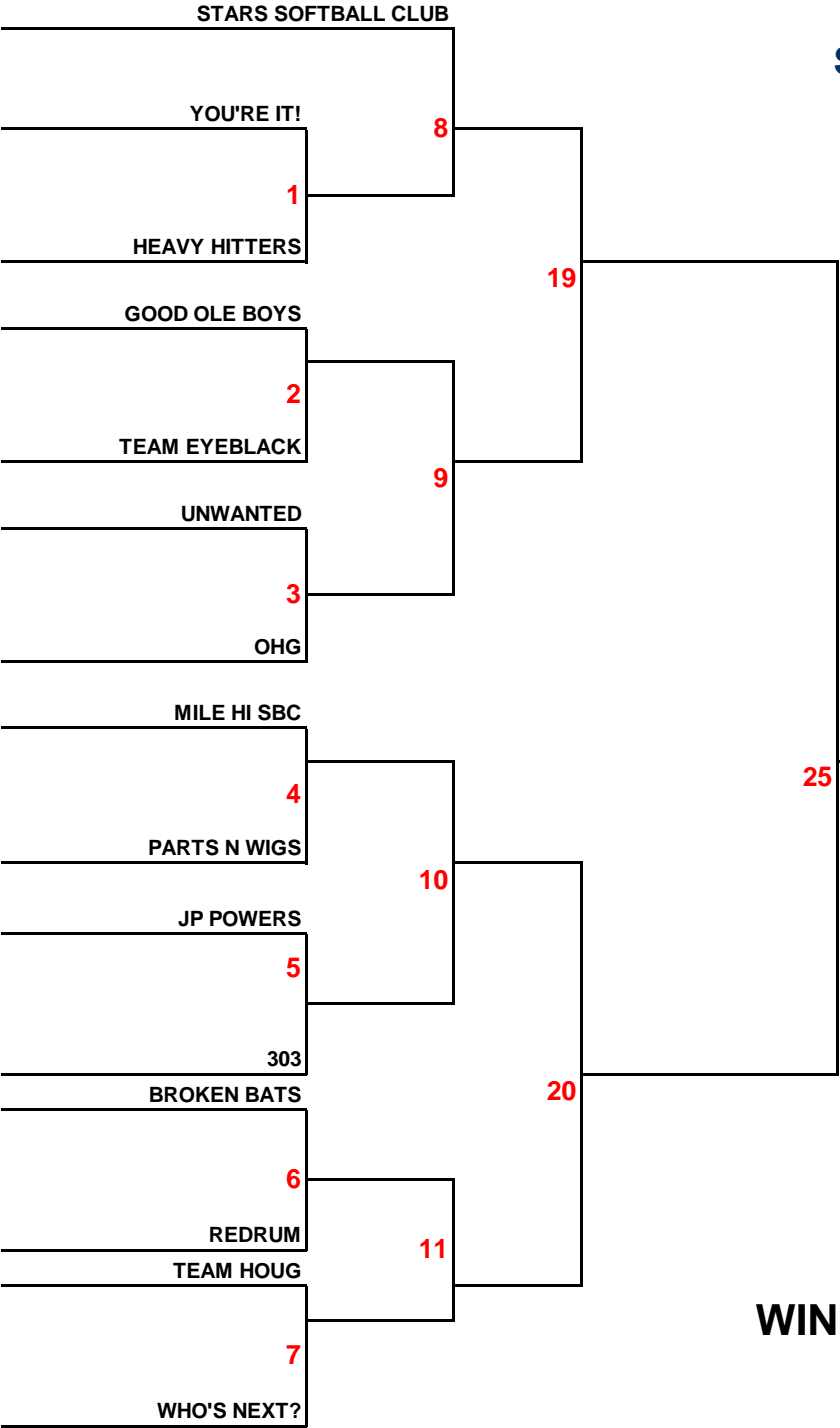 STARS SOFTBALL CLUB
S
YOU'RE IT!
8
1
HEAVY HITTERS
19
GOOD OLE BOYS
2
TEAM EYEBLACK
9
UNWANTED
3
OHG
MILE HI SBC
25
4
PARTS N WIGS
10
JP POWERS
5
303
20
BROKEN BATS
6
REDRUM
11
TEAM HOUG
WIN
7
WHO'S NEXT?